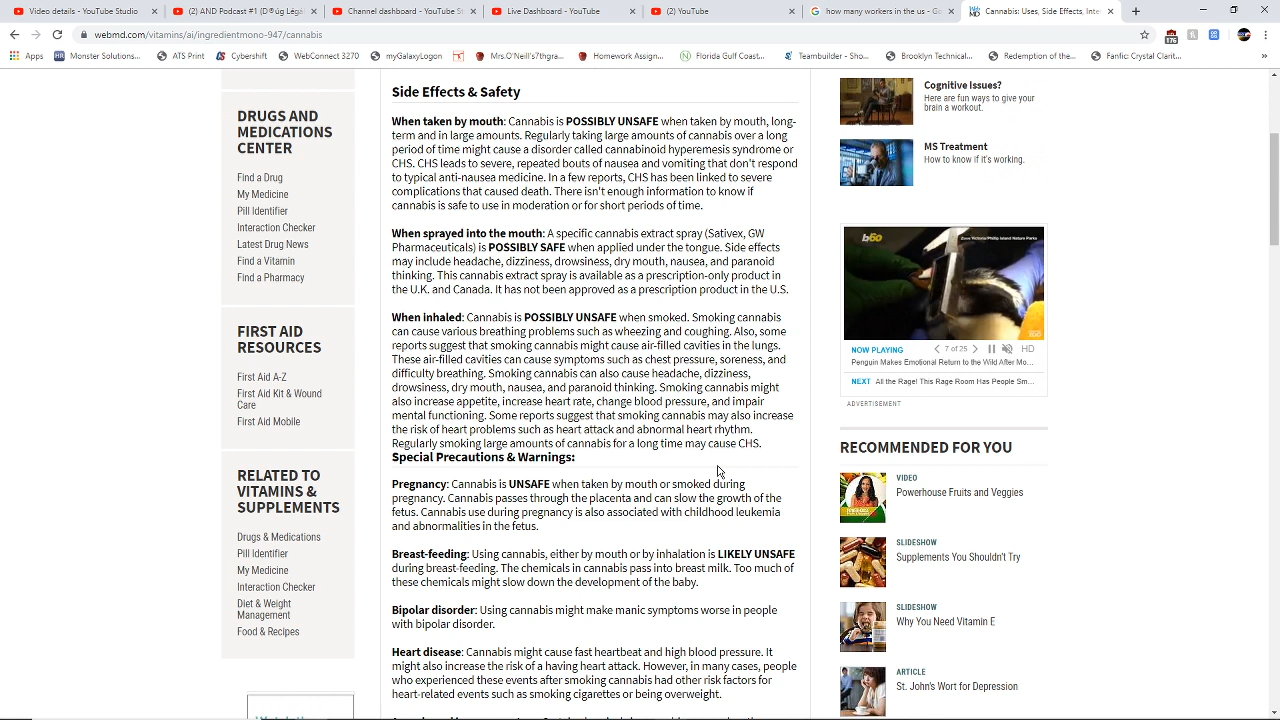 Video details - YouTube Studio
(2) AND Podcast #1 (D®ug Lega
Channel dashboard - YouTube
Live Dashboard - YouTube
(2) YouTube
how many workers in the us - Go
Cannabis: Uses, Side Effects, Inte
webmd.com/vitamins/ai/ingredientmono-947/cannabis
176
Apps
Monster Solutions...
ATS Print
Cybershift
WebConnect 3270
myGalaxyLogon
Mrs.O'Neill's7thgra...
Homework Assign...
Florida Gulf Coast...
Teambuilder - Sho...
Brooklyn Technical...
Redemption of the...
Fanfic Crystal Clarit...
DRUGS AND
MEDICATIONS
CENTER
Find a Drug
My Medicine
Pill Identifier
Interaction Checker
Latest Drug News
Find a Vitamin
Find a Pharmacy
FIRST AID
RESOURCES
First Aid A-Z
First Aid Kit & Wound
Care
First Aid Mobile
RELATED TO
VITAMINS &
SUPPLEMENTS
Drugs & Medications
Pill Identifier
My Medicine
Interaction Checker
Diet & Weight
Management
Food & Recipes
Side Effects & Safety
When taken by mouth: Cannabis is POSSIBLY UNSAFE when taken by mouth, long-
term and in large amounts. Regularly taking large amounts of cannabis over a long
period of time might cause a disorder called cannabinoid hyperemesis syndrome or
CHS. CHS leads to severe, repeated bouts of nausea and vomiting that don't respond
to typical anti-nausea medicine. In a few reports, CHS has been linked to severe
complications that caused death. There isn't enough information to know if
cannabis is safe to use in moderation or for short periods of time.
When sprayed into the mouth: A specific cannabis extract spray (Sativex, GW
Pharmaceuticals) is POSSIBLY SAFE when applied under the tongue. Side effects
may include headache, dizziness, drowsiness, dry mouth, nausea, and paranoid
thinking. This cannabis extract spray is available as a prescription-only product in
the U.K. and Canada. It has not been approved as a prescription product in the U.S.
When inhaled: Cannabis is POSSIBLY UNSAFE when smoked. Smoking cannabis
can cause various breathing problems such as wheezing and coughing. Also, some
reports suggest that smoking cannabis might cause air-filled cavities in the lungs.
These air-filled cavities can cause symptoms such as chest pressure, soreness, and
difficulty breathing. Smoking cannabis can also cause headache, dizziness,
drowsiness, dry mouth, nausea, and paranoid thinking. Smoking cannabis might
also increase appetite, increase heart rate, change blood pressure, and impair
mental functioning. Some reports suggest that smoking cannabis may also increase
the risk of heart problems such as heart attack and abnormal heart rhythm.
Regularly smoking large amounts of cannabis for a long time may cause CHS.
Special Precautions & Warnings:
Pregnancy: Cannabis is UNSAFE when taken by mouth or smoked during
pregnancy. Cannabis passes through the placenta and can slow the growth of the
fetus. Cannabis use during pregnancy is also associated with childhood leukemia
and abnormalities in the fetus.
Breast-feeding: Using cannabis, either by mouth or by inhalation is LIKELY UNSAFE
during breast-feeding. The chemicals in cannabis pass into breast milk. Too much of
these chemicals might slow down the development of the baby.
Bipolar disorder: Using cannabis might make manic symptoms worse in people
with bipolar disorder.
Heart disease: Cannabis might cause fast heartbeat and high blood pressure. It
might also increase the risk of a having heart attack. However, in many cases, people
who experienced these events after smoking cannabis had other risk factors for
heart-related events such as smoking cigarettes or being overweight.
Cognitive Issues?
Here are fun ways to give your
brain a workout.
MS Treatment
How to know if it's working.
b60
Zoos Victoria/Phillip Island Nature Parks
NOW PLAYING
7 of 25
HD
Penguin Makes Emotional Return to the Wild After Mo...
NEXT All the Rage! This Rage Room Has People Sm...
ADVERTISEMENT
RECOMMENDED FOR YOU
VIDEO
Powerhouse Fruits and Veggies
SLIDESHOW
Supplements You Shouldn't Try
SLIDESHOW
Why You Need Vitamin E
ARTICLE
St. John's Wort for Depression